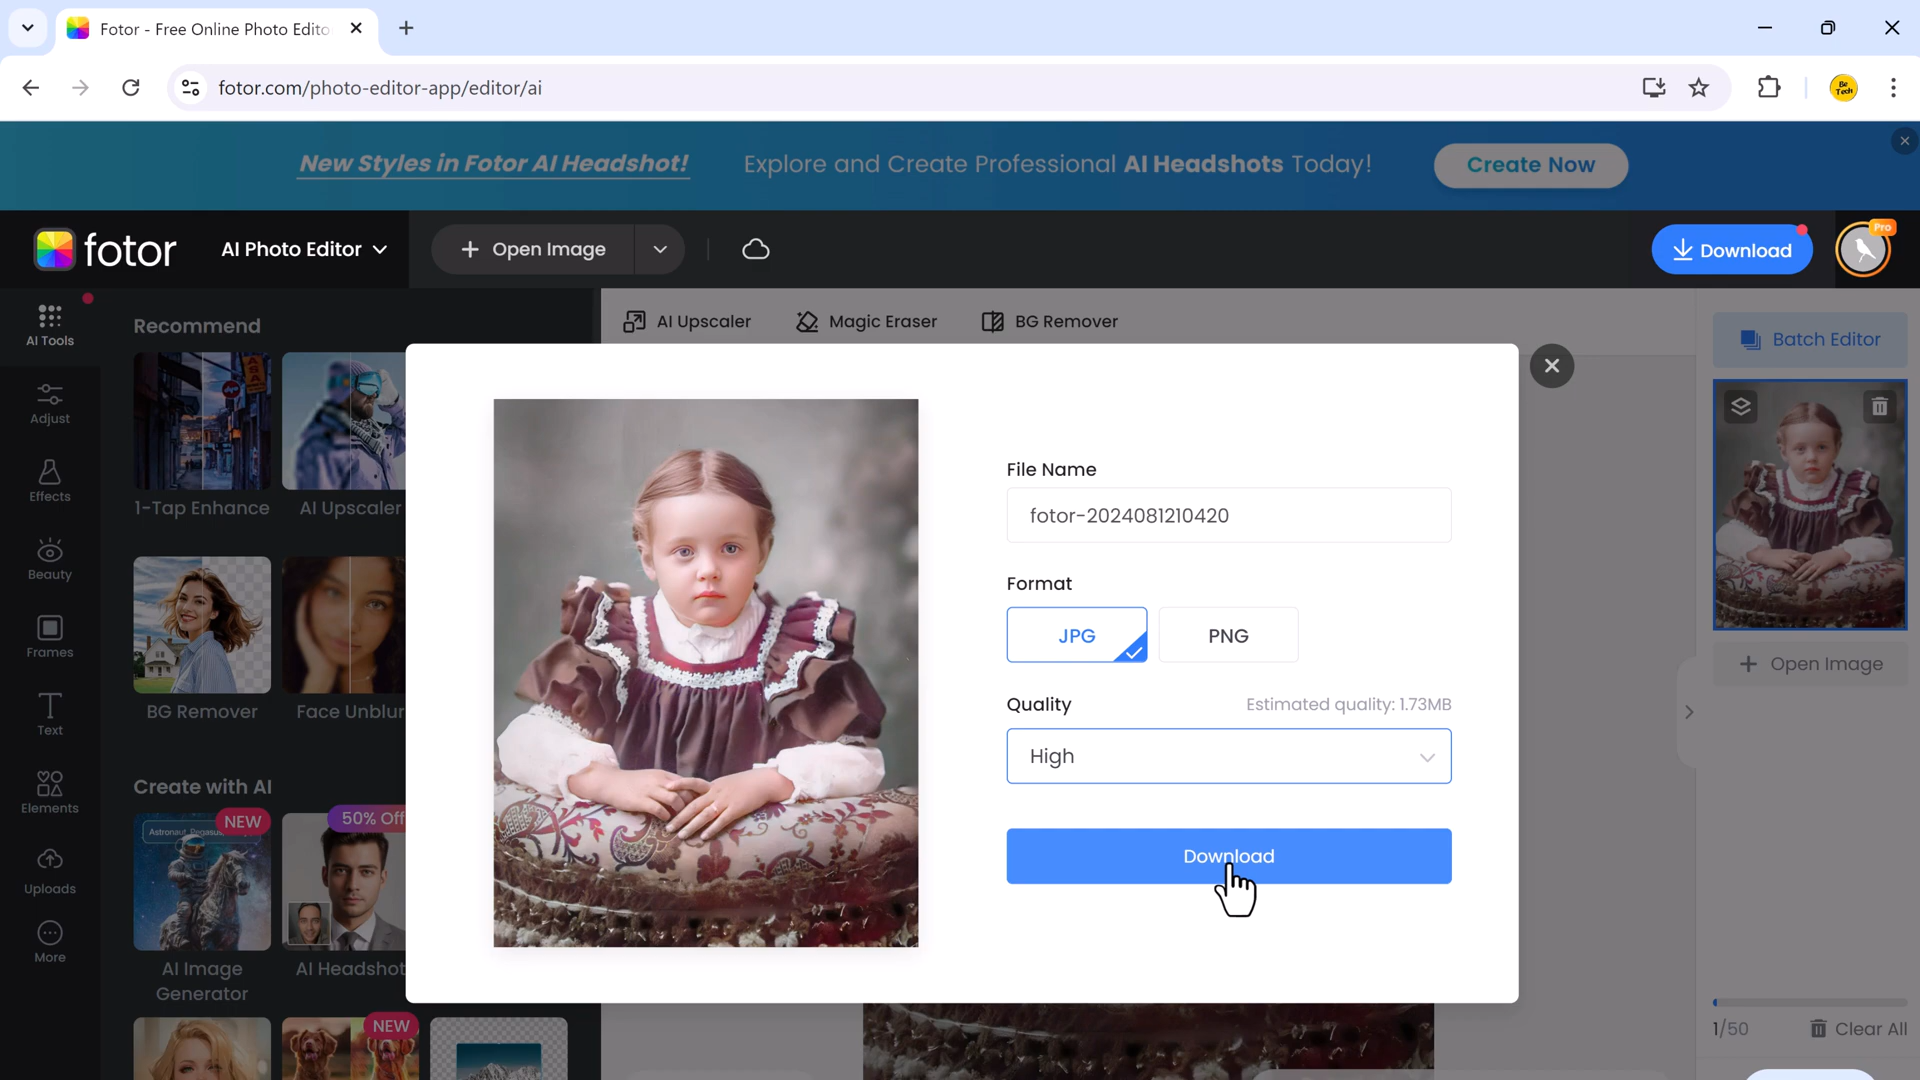 Fotor - Free Online Photo Edito
fotor.com/photo-editor-app/editor/ai
Be
Tech
New Styles in Fotor AI Headshot!
Explore and Create Professional AI Headshots Today!
Create Now
fotor
AI Photo Editor
Open Image
Download
Pro
AI Tools
Adjust
Effects
Beauty
Frames
Text
Elements
Uploads
More
Recommend
1-Tap Enhance
AI Upscaler
BG Remover
Face Unblur
Create with AI
NEW
50% Off
AI Image
Generator
AI Headshot
NEW
AI Upscaler
Magic Eraser
BG Remover
File Name
fotor-2024081210420
Format
JPG
PNG
Quality
Estimated quality: 1.73MB
High
Download
Batch Editor
Open Image
1/50
Clear All